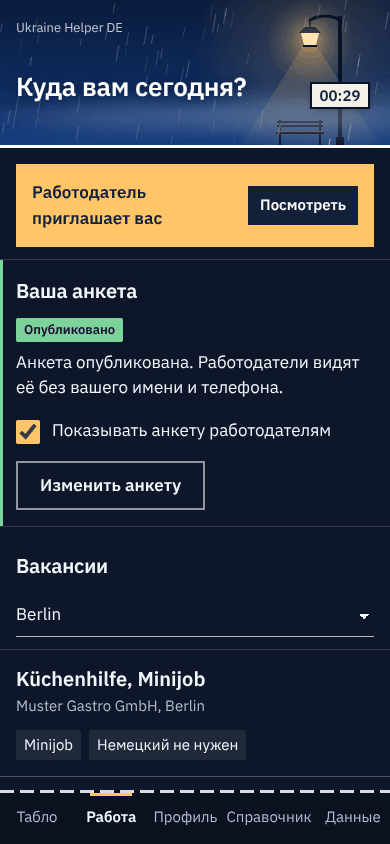 Ukraine Helper DE
Куда вам сегодня?
00:29
Работодатель
приглашает вас
Посмотреть
Ваша анкета
Опубликовано
Анкета опубликована. Работодатели видят
её без вашего имени и телефона.
Показывать анкету работодателям
Изменить анкету
Вакансии
Berlin
Küchenhilfe, Minijob
Muster Gastro GmbH, Berlin
Minijob
Немецкий не нужен
Табло
Работа
Профиль
Справочник
Данные